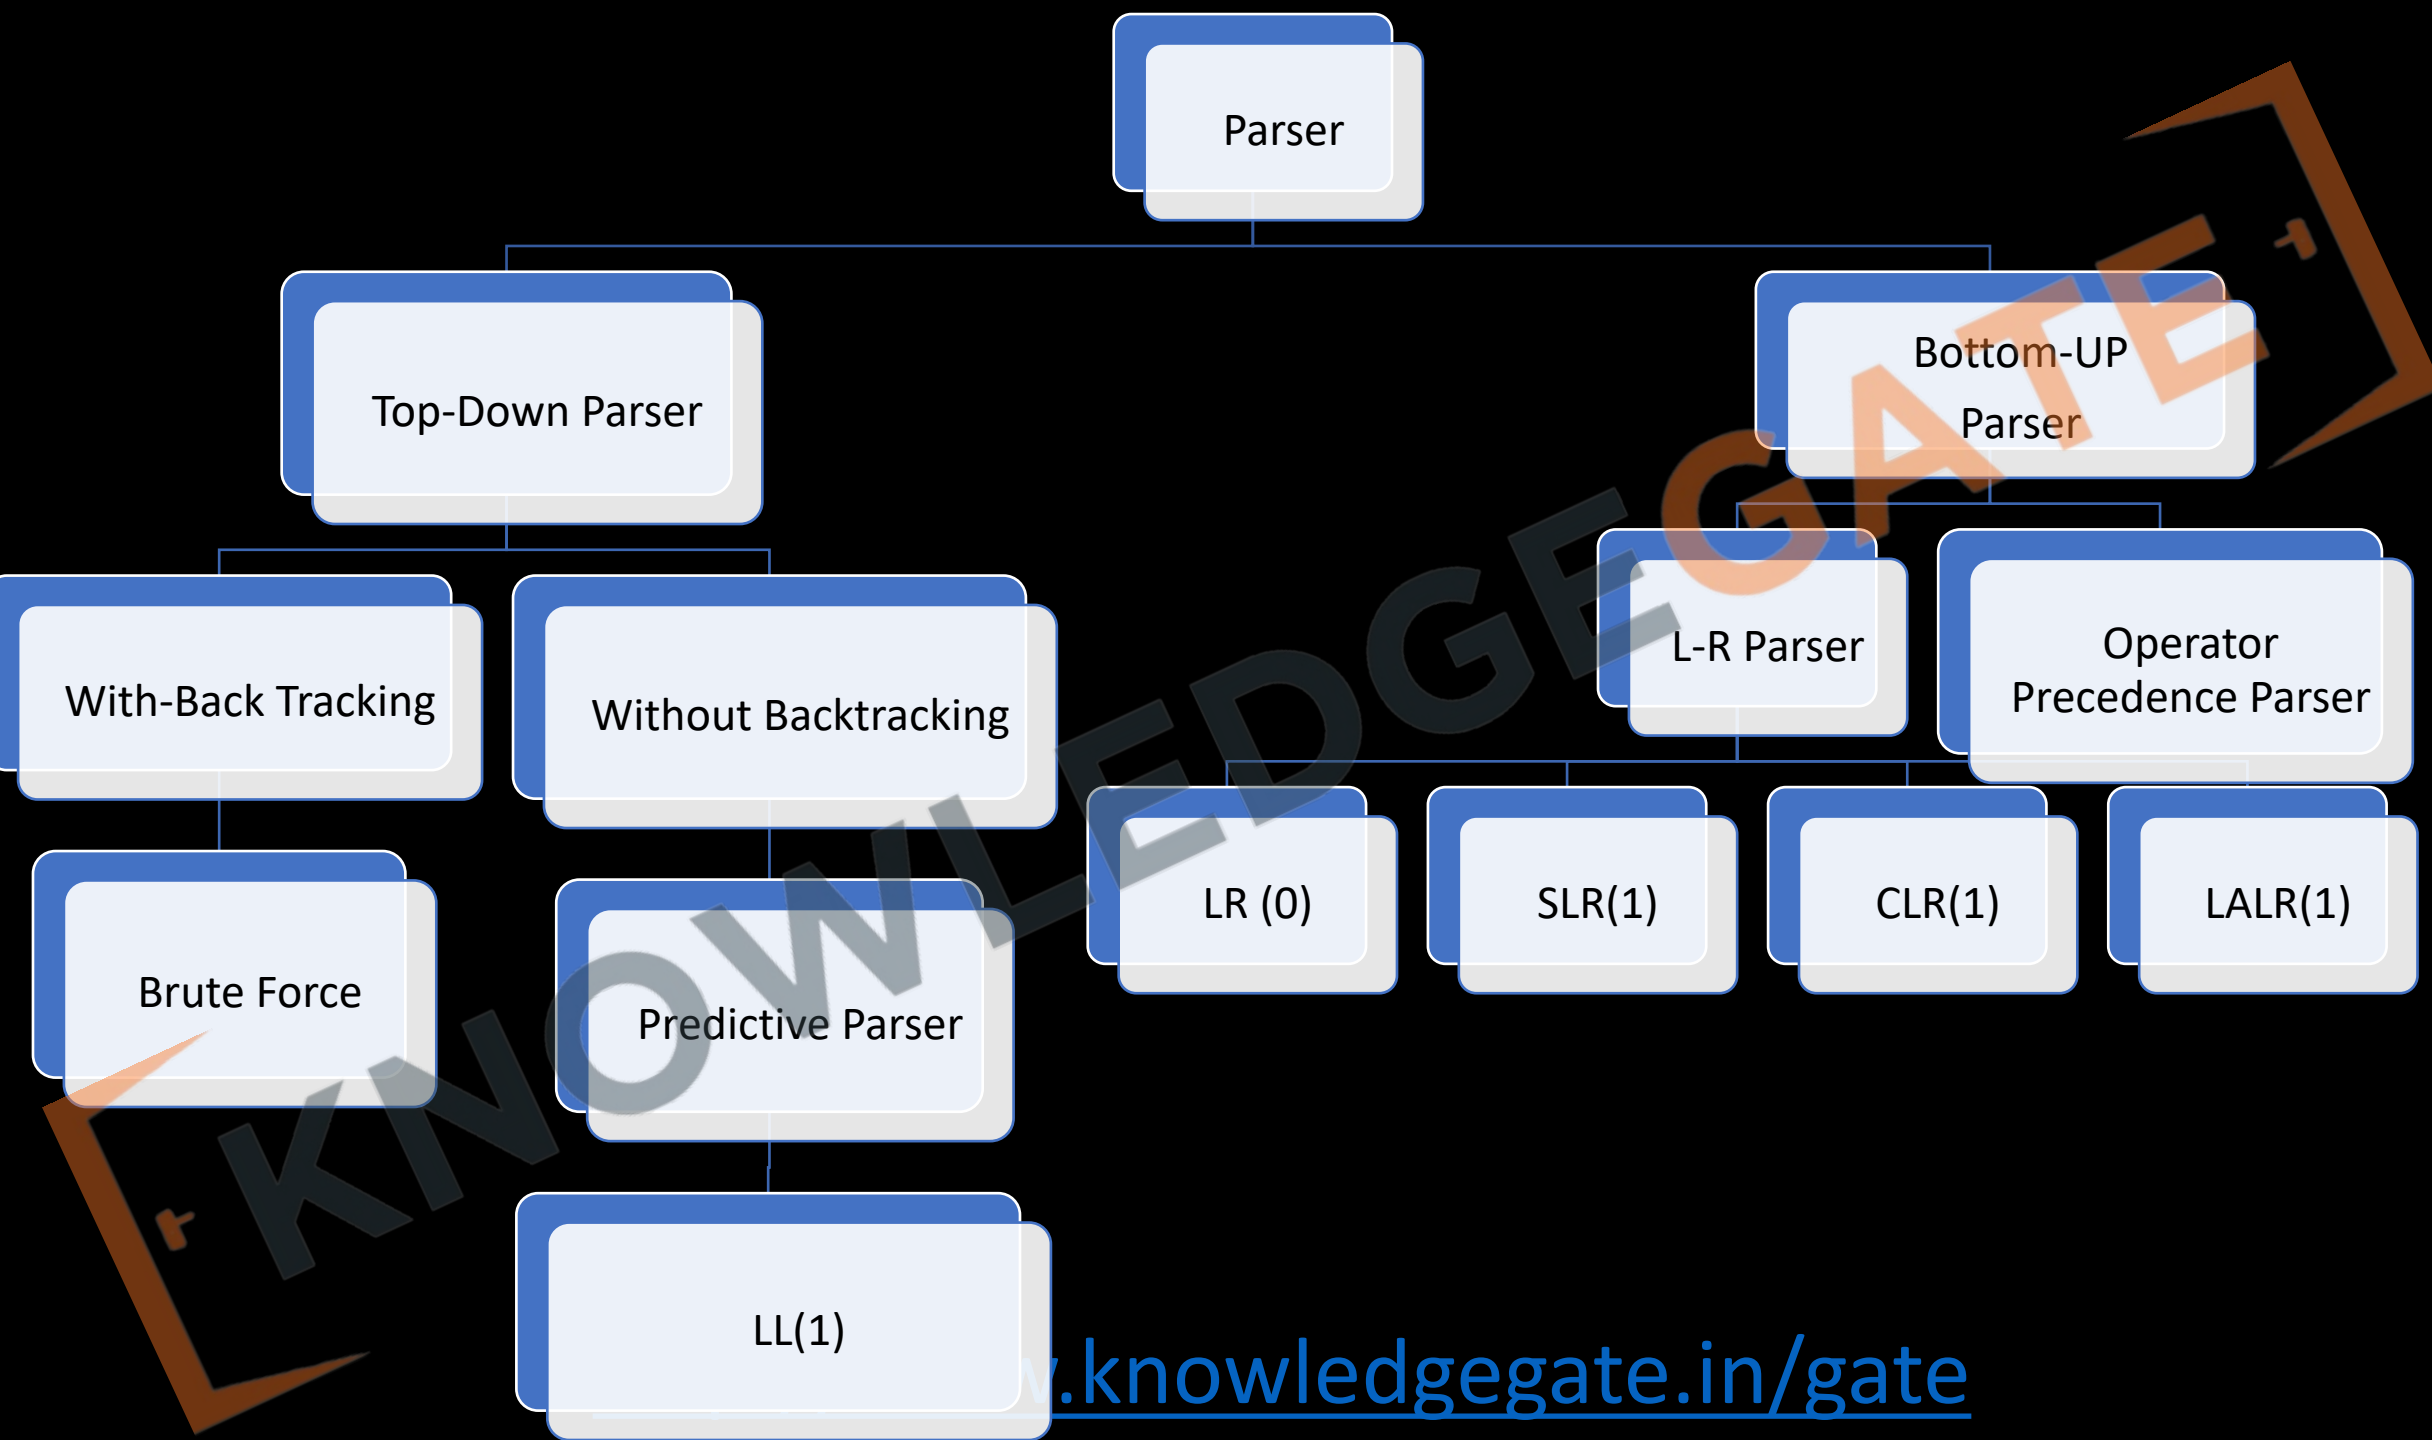 Parser
Top-Down Parser
Bottom-UP
Parser
With-Back Tracking
Without Backtracking
L-R Parser
Operator
Precedence Parser
Brute Force
Predictive Parser
LR (0)
SLR(1)
CLR(1)
LALR(1)
LL(1)
.knowledgegate.in/gate
KNOWLEDGEGATE